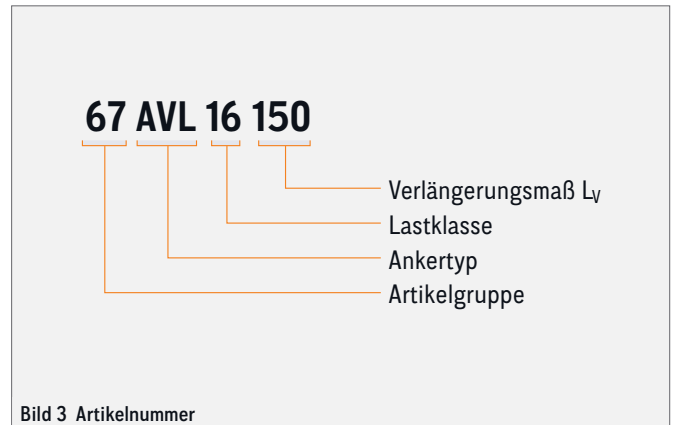 67 AVL 16 150
Verlängerungsmaß LV
Lastklasse
Ankertyp
Artikelgruppe
Bild 3 Artikelnummer